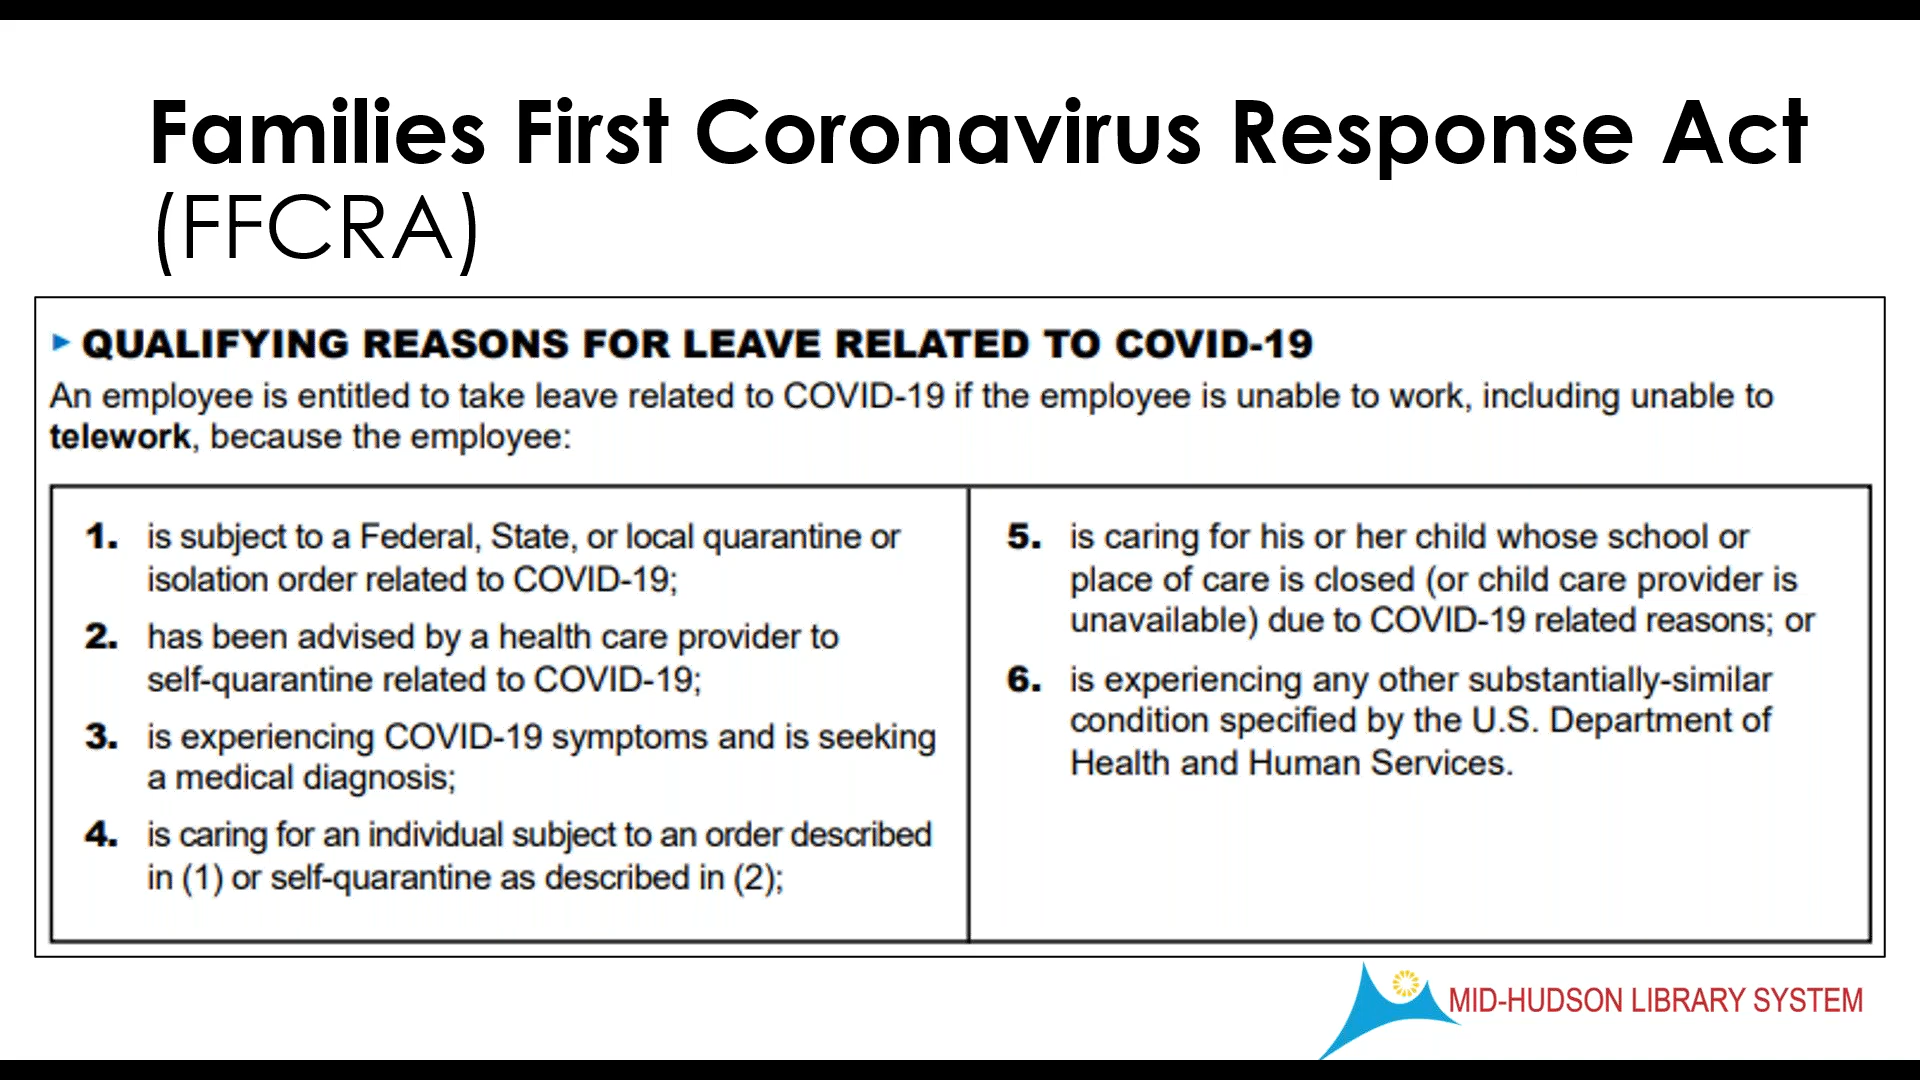 Families First Coronavirus Response Act
(FFCRA)
QUALIFYING REASONS FOR LEAVE RELATED TO COVID-19
An employee is entitled to take leave related to COVID-19 if the employee is unable to work, including unable to
telework, because the employee:
1. is subject to a Federal, State, or local quarantine or
isolation order related to COVID-19;
2. has been advised by a health care provider to
self-quarantine related to COVID-19;
3. is experiencing COVID-19 symptoms and is seeking
a medical diagnosis;
4. is caring for an individual subject to an order described
in (1) or self-quarantine as described in (2);
5. is caring for his or her child whose school or
place of care is closed (or child care provider is
unavailable) due to COVID-19 related reasons; or
6. is experiencing any other substantially-similar
condition specified by the U.S. Department of
Health and Human Services.
MID-HUDSON LIBRARY SYSTEM